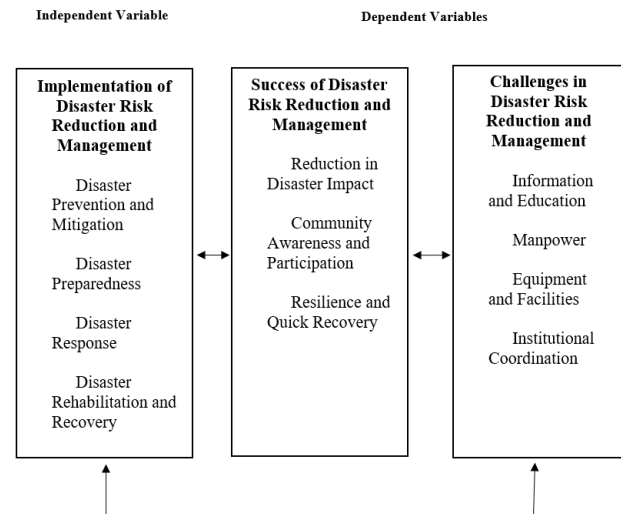 Independent Variable
Dependent Variables
Implementation of
Disaster Risk
Reduction and
Management
Disaster
Prevention and
Mitigation
Disaster
Preparedness
Disaster
Response
Disaster
Rehabilitation and
Recovery
Success of Disaster
Risk Reduction and
Management
Reduction in
Disaster Impact
Community
Awareness and
Participation
Resilience and
Quick Recovery
Challenges in
Disaster Risk
Reduction and
Management
Information
and Education
Manpower
Equipment
and Facilities
Institutional
Coordination